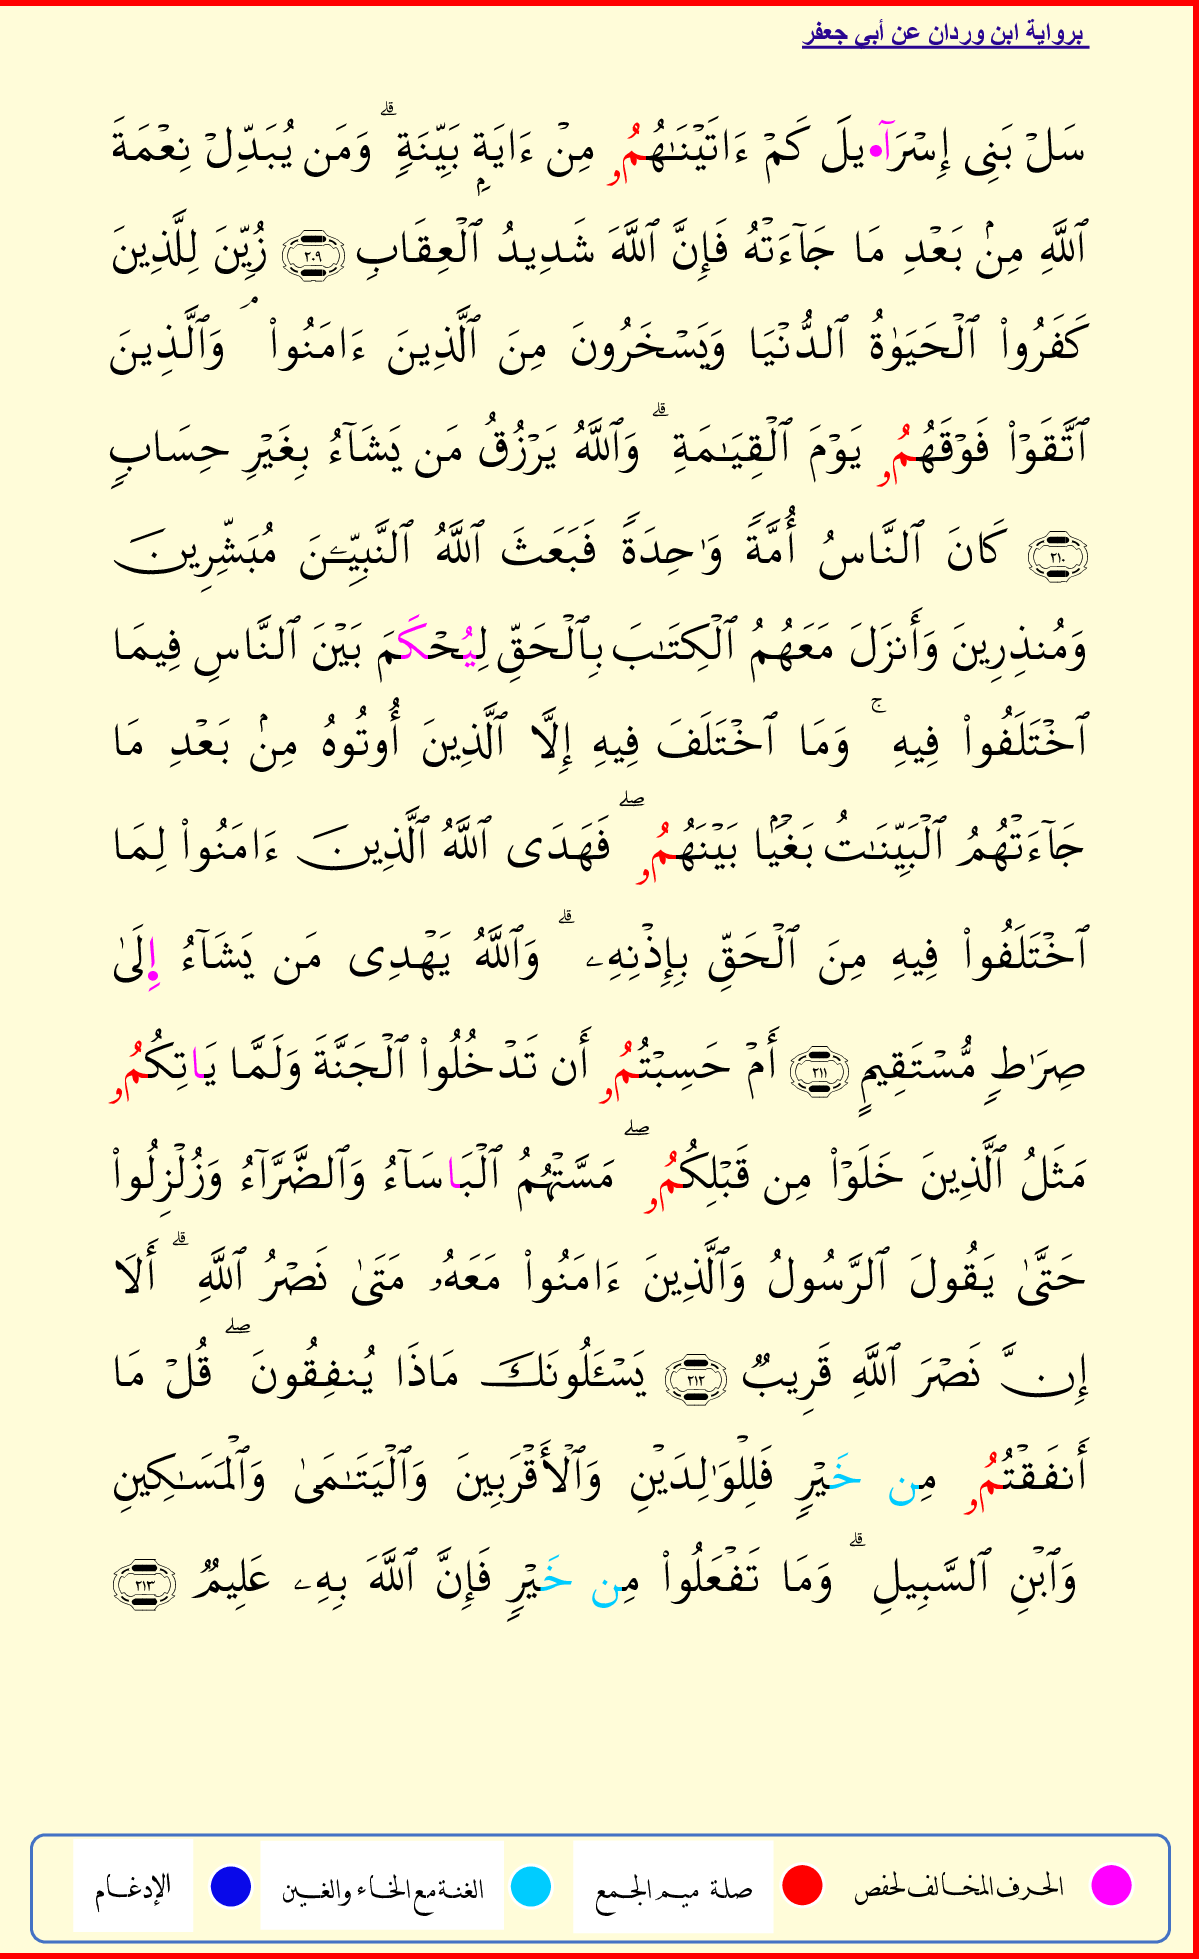 برواية ابن وردان عن أبي جعفر
سَلۡ بَنِىٓ إِسۡرَآ•يلَ كَمۡ ءَاتَيۡنَـٰهُمُۥ مِنۡ ءَايَةِۭ بَيِّنَةٍۗ وَمَن يُبَدِّلۡ نِعۡمَةَ
ٱللَّهِ مِنۢ بَعۡدِ مَا جَآءَتۡهُ فَإِنَّ ٱللَّهَ شَدِيدُ ٱلۡعِقَابِ ٢٠٩ زُيِّنَ لِلَّذِينَ
كَفَرُواْ ٱلۡحَيَوٰةُ ٱلدُّنۡيَا وَيَسۡخَرُونَ مِنَ ٱلَّذِينَ ءَامَنُواْۘ وَٱلَّذِينَ
ٱتَّقَوۡاْ فَوۡقَهُمُۥ يَوۡمَ ٱلۡقِيَـٰمَةِۗ وَٱللَّهُ يَرۡزُقُ مَن يَشَآءُ بِغَيۡرِ حِسَابٍ
٢١٠ كَانَ ٱلنَّاسُ أُمَّةً وَٰحِدَةً فَبَعَثَ ٱللَّهُ ٱلنَّبِيِّـۧنَ مُبَشِّرِينَ
وَمُنذِرِينَ وَأَنزَلَ مَعَهُمُ ٱلۡكِتَـٰبَ بِٱلۡحَقِّ لِيُحۡكَمَ بَيۡنَ ٱلنَّاسِ فِيمَا
ٱخۡتَلَفُواْ فِيهِۚ وَمَا ٱخۡتَلَفَ فِيهِ إِلَّا ٱلَّذِينَ أُوتُوهُ مِنۢ بَعۡدِ مَا
جَآءَتۡهُمُ ٱلۡبَيِّنَـٰتُ بَغۡيَۢا بَيۡنَهُمُۥۖ فَهَدَى ٱللَّهُ ٱلَّذِينَ ءَامَنُواْ لِمَا
ٱخۡتَلَفُواْ فِيهِ مِنَ ٱلۡحَقِّ بِإِذۡنِهِۦۗ وَٱللَّهُ يَهۡدِى مَن يَشَآءُ اِ۪لَىٰ
صِرَٰطٍ مُّسۡتَقِيمٍ ٢١١ أَمۡ حَسِبۡتُمُۥ أَن تَدۡخُلُواْ ٱلۡجَنَّةَ وَلَمَّا يَاتِكُمُۥ
مَثَلُ ٱلَّذِينَ خَلَوۡاْ مِن قَبۡلِكُمُۥۖ مَسَّتۡهُمُ ٱلۡبَاسَآءُ وَٱلضَّرَّآءُ وَزُلۡزِلُواْ
حَتَّىٰ يَقُولَ ٱلرَّسُولُ وَٱلَّذِينَ ءَامَنُواْ مَعَهُۥ مَتَىٰ نَصۡرُ ٱللَّهِۗ أَلَا
إِنَّ نَصۡرَ ٱللَّهِ قَرِيبٌ ٢١٢ يَسۡـَٔلُونَكَ مَاذَا يُنفِقُونَۖ قُلۡ مَا
أَنفَقۡتُمُۥ مِن خَيۡرٍ فَلِلۡوَٰلِدَيۡنِ وَٱلۡأَقۡرَبِينَ وَٱلۡيَتَـٰمَىٰ وَٱلۡمَسَـٰكِينِ
وَٱبۡنِ ٱلسَّبِيلِۗ وَمَا تَفۡعَلُواْ مِن خَيۡرٍ فَإِنَّ ٱللَّهَ بِهِۦ عَلِيمٌ ٢١٣
الحرف المخالف لحفص صلة ميم الجمع الغنة مع الخاء والغين الإدغام